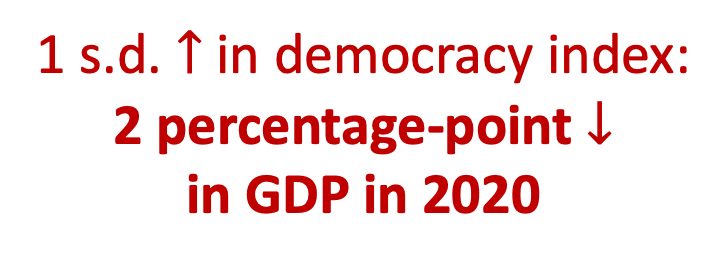 1 s.d. ↑ in democracy index:
2 percentage-point ↓
in GDP in 2020